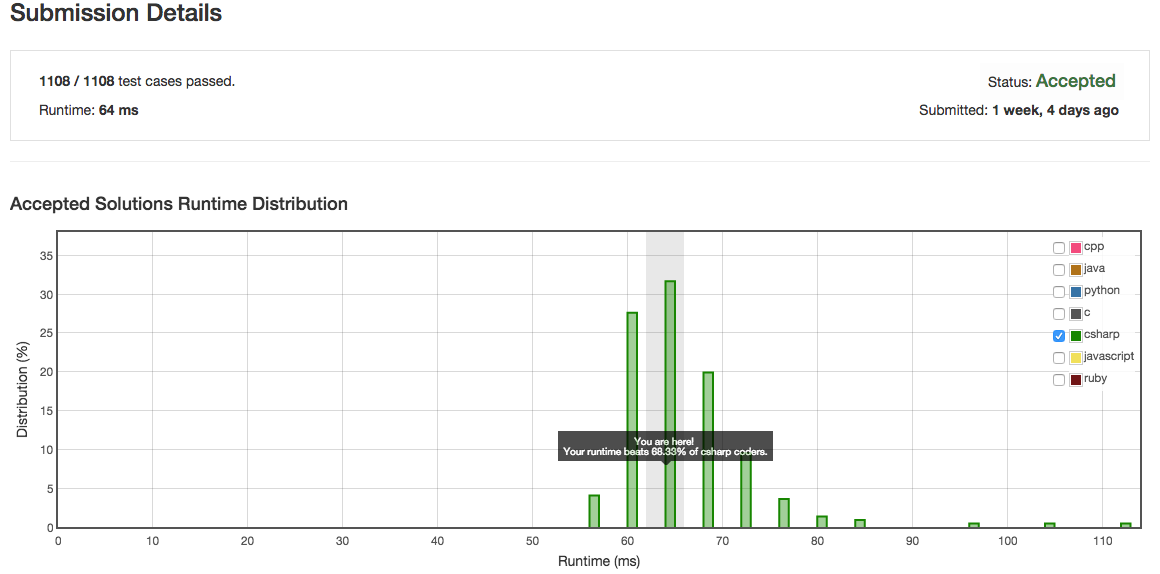 Submission Details
1108 / 1108 test cases passed.
Status: Accepted
Runtime: 64 ms
Submitted: 1 week, 4 days ago
Accepted Solutions Runtime Distribution
Distribution (%)
35
30
25
20
15
10
5
0
cpp
java
python
c
csharp
javascript
ruby
You are here!
Your runtime beats 68.33% of csharp coders.
0 10 20 30 40 50 60 70 80 90 100 110
Runtime (ms)